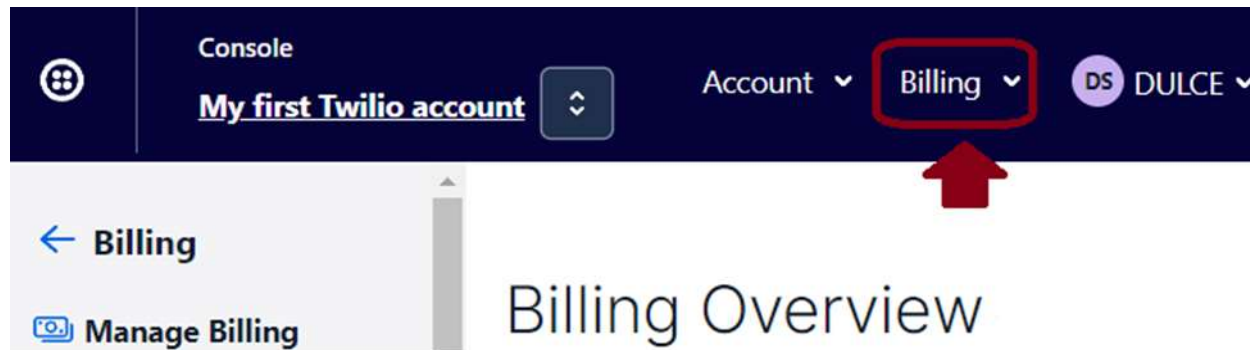 Console
My first Twilio account
Account
Billing
DS DULCE
Billing
Manage Billing
Billing Overview